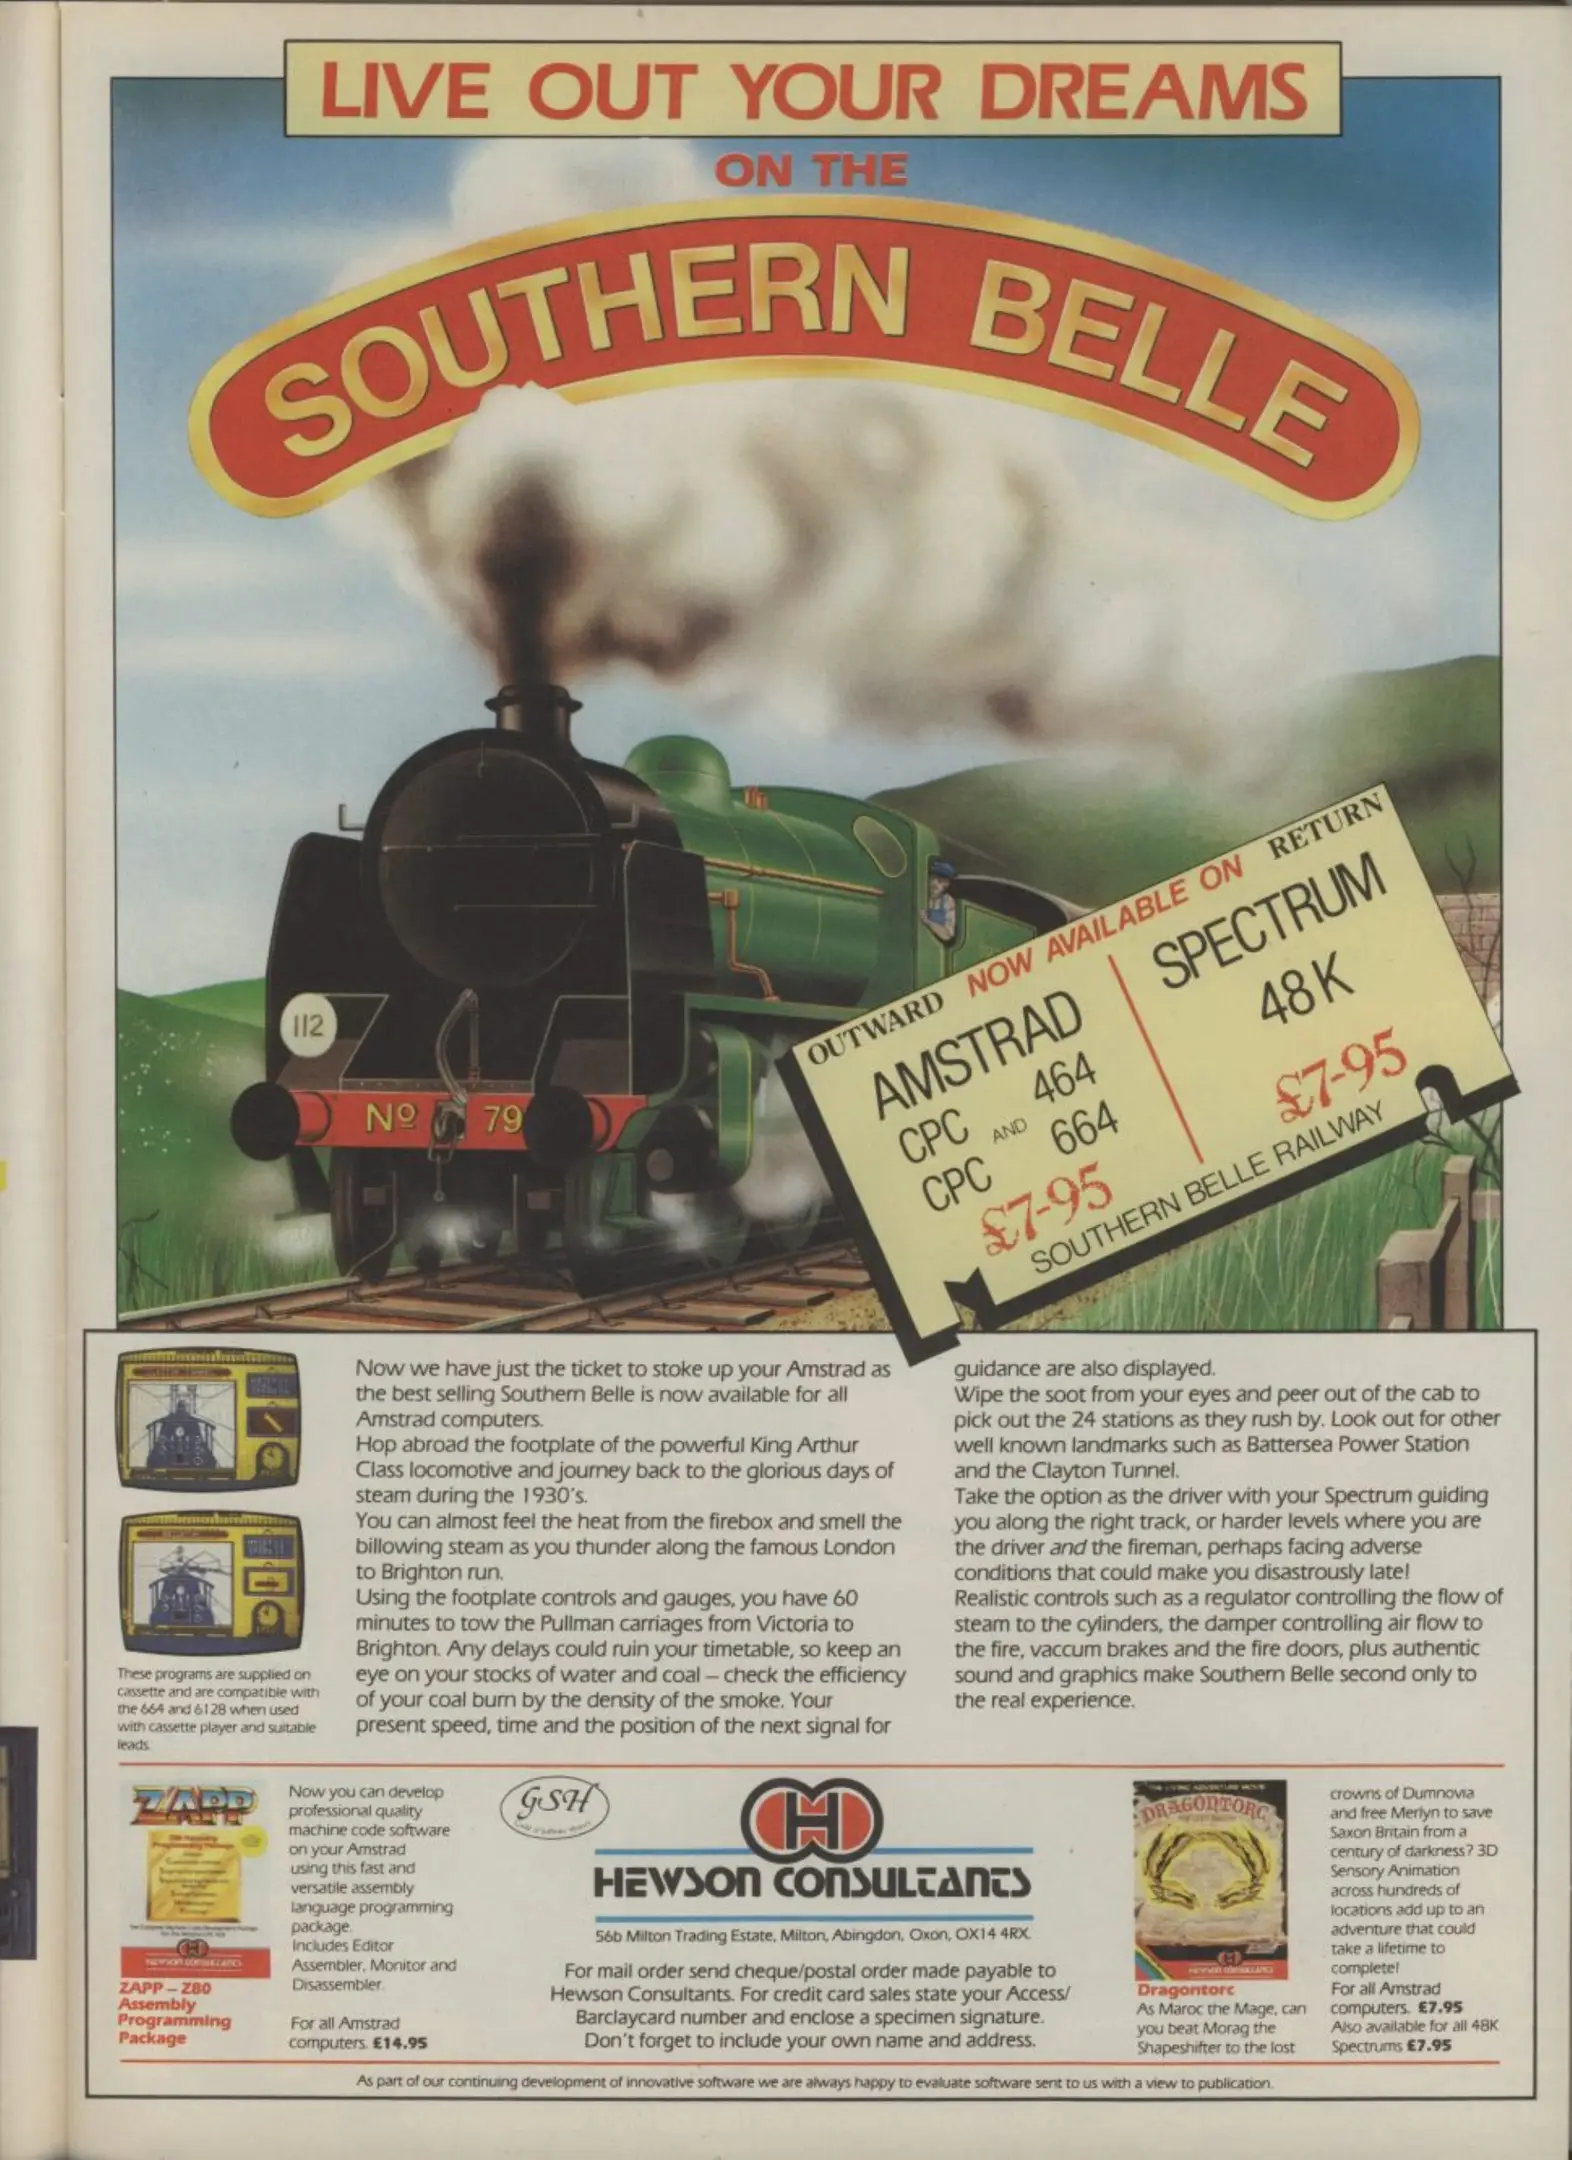 LIVE OUT YOUR DREAMS
ON THE
SOUTHERN BELLE
112
Nº 79
OUTWARD NOW AVAILABLE ON RETURN
AMSTRAD
CPC 464
AND
CPC 664
£7-95
SPECTRUM
48K
£7-95
SOUTHERN BELLE RAILWAY
These programs are supplied on
cassette and are compatible with
the 664 and 6128 when used
with cassette player and suitable
leads.
Now we have just the ticket to stoke up your Amstrad as
the best selling Southern Belle is now available for all
Amstrad computers.
Hop abroad the footplate of the powerful King Arthur
Class locomotive and journey back to the glorious days of
steam during the 1930's.
You can almost feel the heat from the firebox and smell the
billowing steam as you thunder along the famous London
to Brighton run.
Using the footplate controls and gauges, you have 60
minutes to tow the Pullman carriages from Victoria to
Brighton. Any delays could ruin your timetable, so keep an
eye on your stocks of water and coal – check the efficiency
of your coal burn by the density of the smoke. Your
present speed, time and the position of the next signal for
guidance are also displayed.
Wipe the soot from your eyes and peer out of the cab to
pick out the 24 stations as they rush by. Look out for other
well known landmarks such as Battersea Power Station
and the Clayton Tunnel.
Take the option as the driver with your Spectrum guiding
you along the right track, or harder levels where you are
the driver and the fireman, perhaps facing adverse
conditions that could make you disastrously late!
Realistic controls such as a regulator controlling the flow of
steam to the cylinders, the damper controlling air flow to
the fire, vaccum brakes and the fire doors, plus authentic
sound and graphics make Southern Belle second only to
the real experience.
ZAPP
HEWSON CONSULTANTS
ZAPP – Z80
Assembly
Programming
Package
Now you can develop
professional quality
machine code software
on your Amstrad
using this fast and
versatile assembly
language programming
package.
Includes Editor
Assembler, Monitor and
Disassembler.
For all Amstrad
computers. £14.95
GSH
HEWSON CONSULTANTS
56b Milton Trading Estate, Milton, Abingdon, Oxon, OX14 4RX.
For mail order send cheque/postal order made payable to
Hewson Consultants. For credit card sales state your Access/
Barclaycard number and enclose a specimen signature.
Don't forget to include your own name and address.
DRAGONTORC
HEWSON CONSULTANTS
Dragontorc
As Maroc the Mage, can
you beat Morag the
Shapeshifter to the lost
crowns of Dumnovia
and free Merlyn to save
Saxon Britain from a
century of darkness? 3D
Sensory Animation
across hundreds of
locations add up to an
adventure that could
take a lifetime to
complete!
For all Amstrad
computers. £7.95
Also available for all 48K
Spectrums £7.95
As part of our continuing development of innovative software we are always happy to evaluate software sent to us with a view to publication.